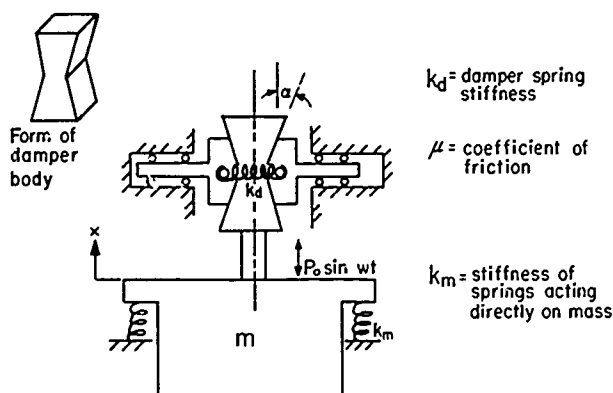 Form of
damper
body
α
k_d
x
P₀ sin wt
m
k_m
k_d = damper spring
stiffness
μ = coefficient of
friction
k_m = stiffness of
springs acting
directly on mass